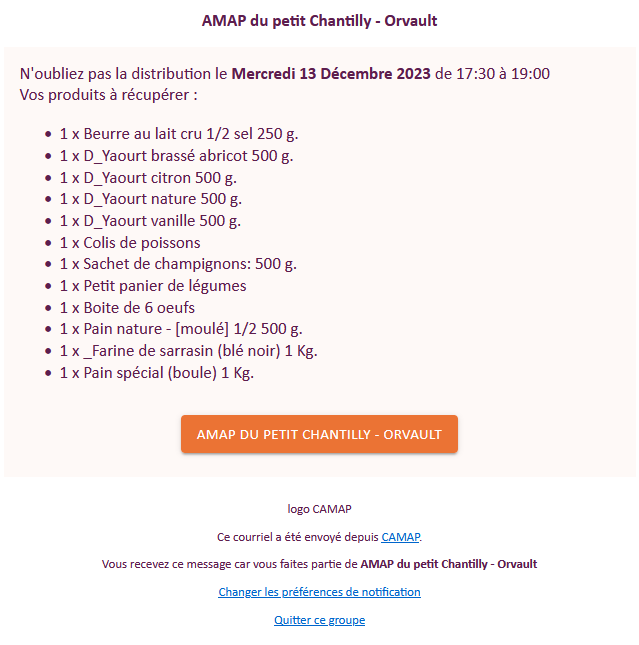 AMAP du petit Chantilly - Orvault
N'oubliez pas la distribution le Mercredi 13 Décembre 2023 de 17:30 à 19:00
Vos produits à récupérer :
• 1 x Beurre au lait cru 1/2 sel 250 g.
• 1 x D_Yaourt brassé abricot 500 g.
• 1 x D_Yaourt citron 500 g.
• 1 x D_Yaourt nature 500 g.
• 1 x D_Yaourt vanille 500 g.
• 1 x Colis de poissons
• 1 x Sachet de champignons: 500 g.
• 1 x Petit panier de légumes
• 1 x Boite de 6 oeufs
• 1 x Pain nature - [moulé] 1/2 500 g.
• 1 x _Farine de sarrasin (blé noir) 1 Kg.
• 1 x Pain spécial (boule) 1 Kg.
AMAP DU PETIT CHANTILLY - ORVAULT
logo CAMAP
Ce courriel a été envoyé depuis CAMAP.
Vous recevez ce message car vous faites partie de AMAP du petit Chantilly - Orvault
Changer les préférences de notification
Quitter ce groupe